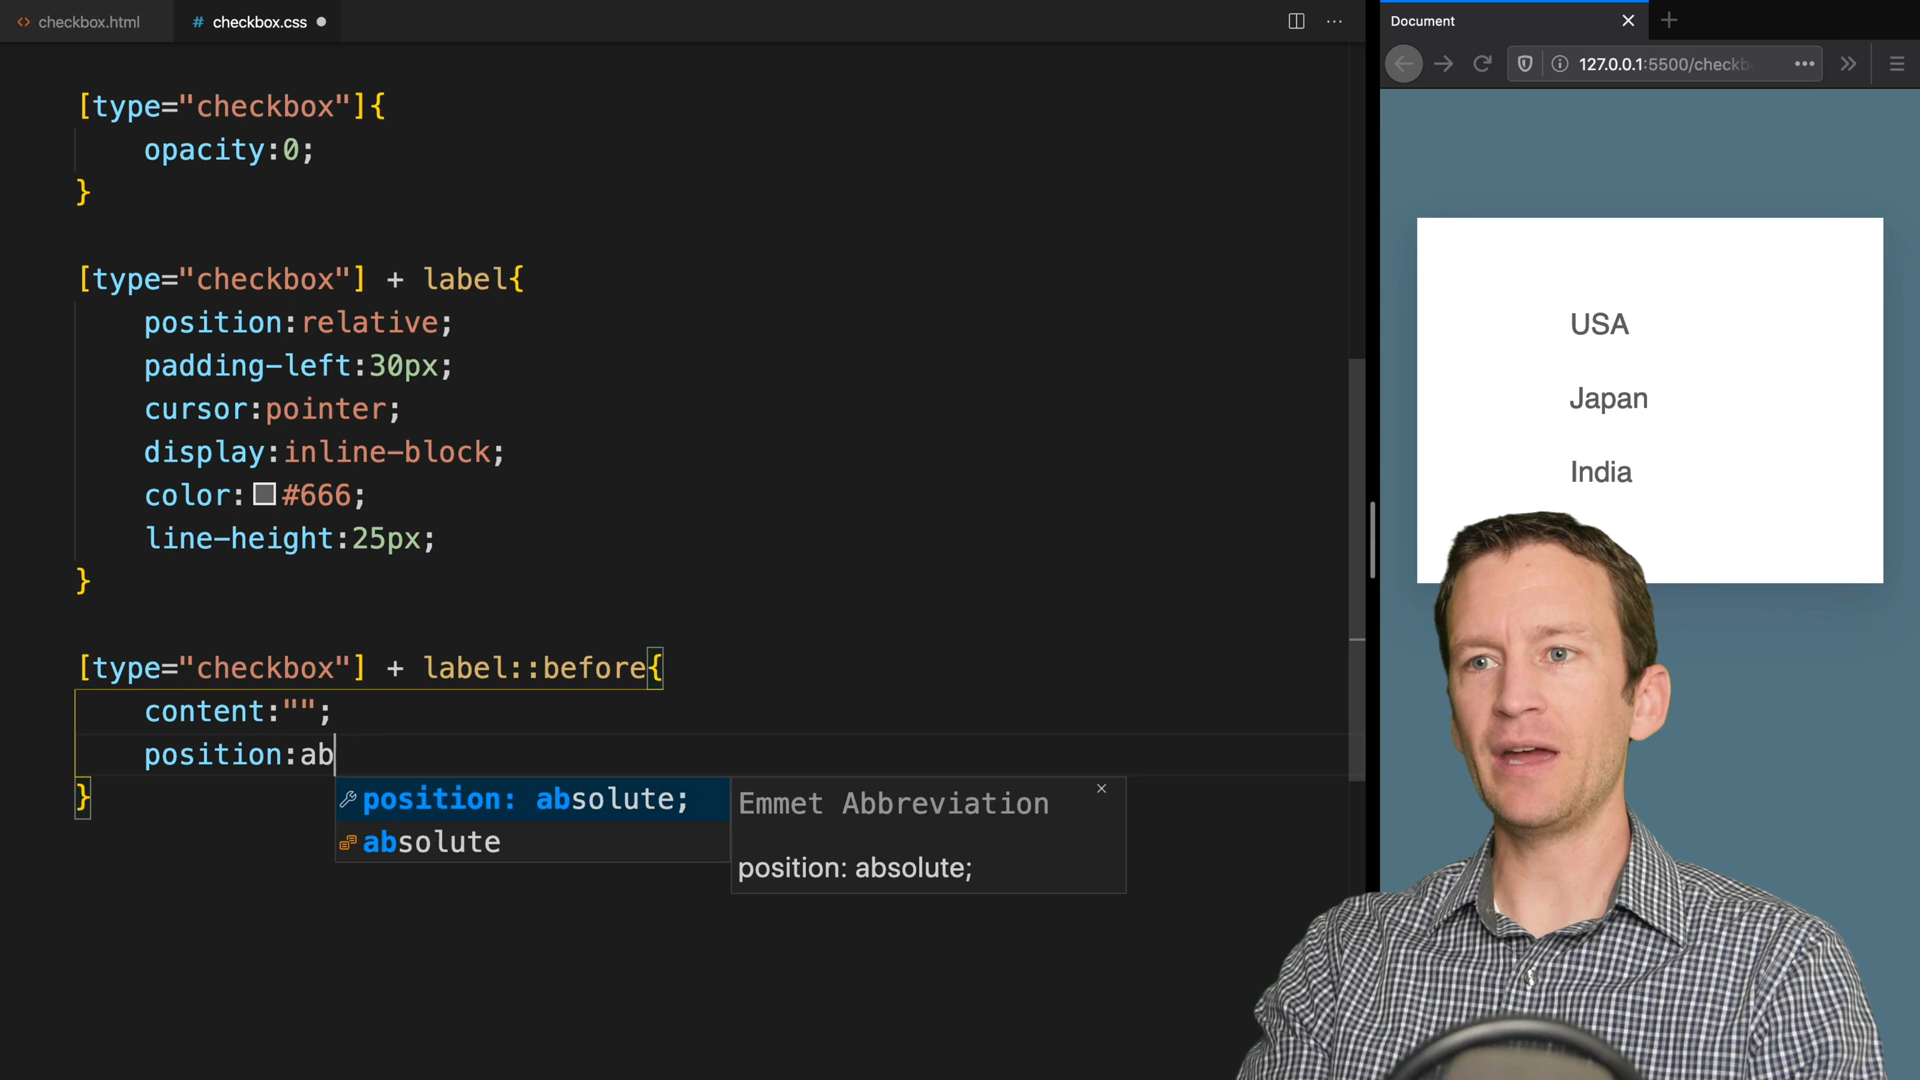 <> checkbox.html
# checkbox.css
[type="checkbox"]{
opacity:0;
}
[type="checkbox"] + label{
position:relative;
padding-left:30px;
cursor:pointer;
display:inline-block;
color:#666;
line-height:25px;
}
[type="checkbox"] + label::before{
content:"";
position:ab
}
position: absolute;
absolute
Emmet Abbreviation
position: absolute;
Document
127.0.0.1:5500/checkb
USA
Japan
India